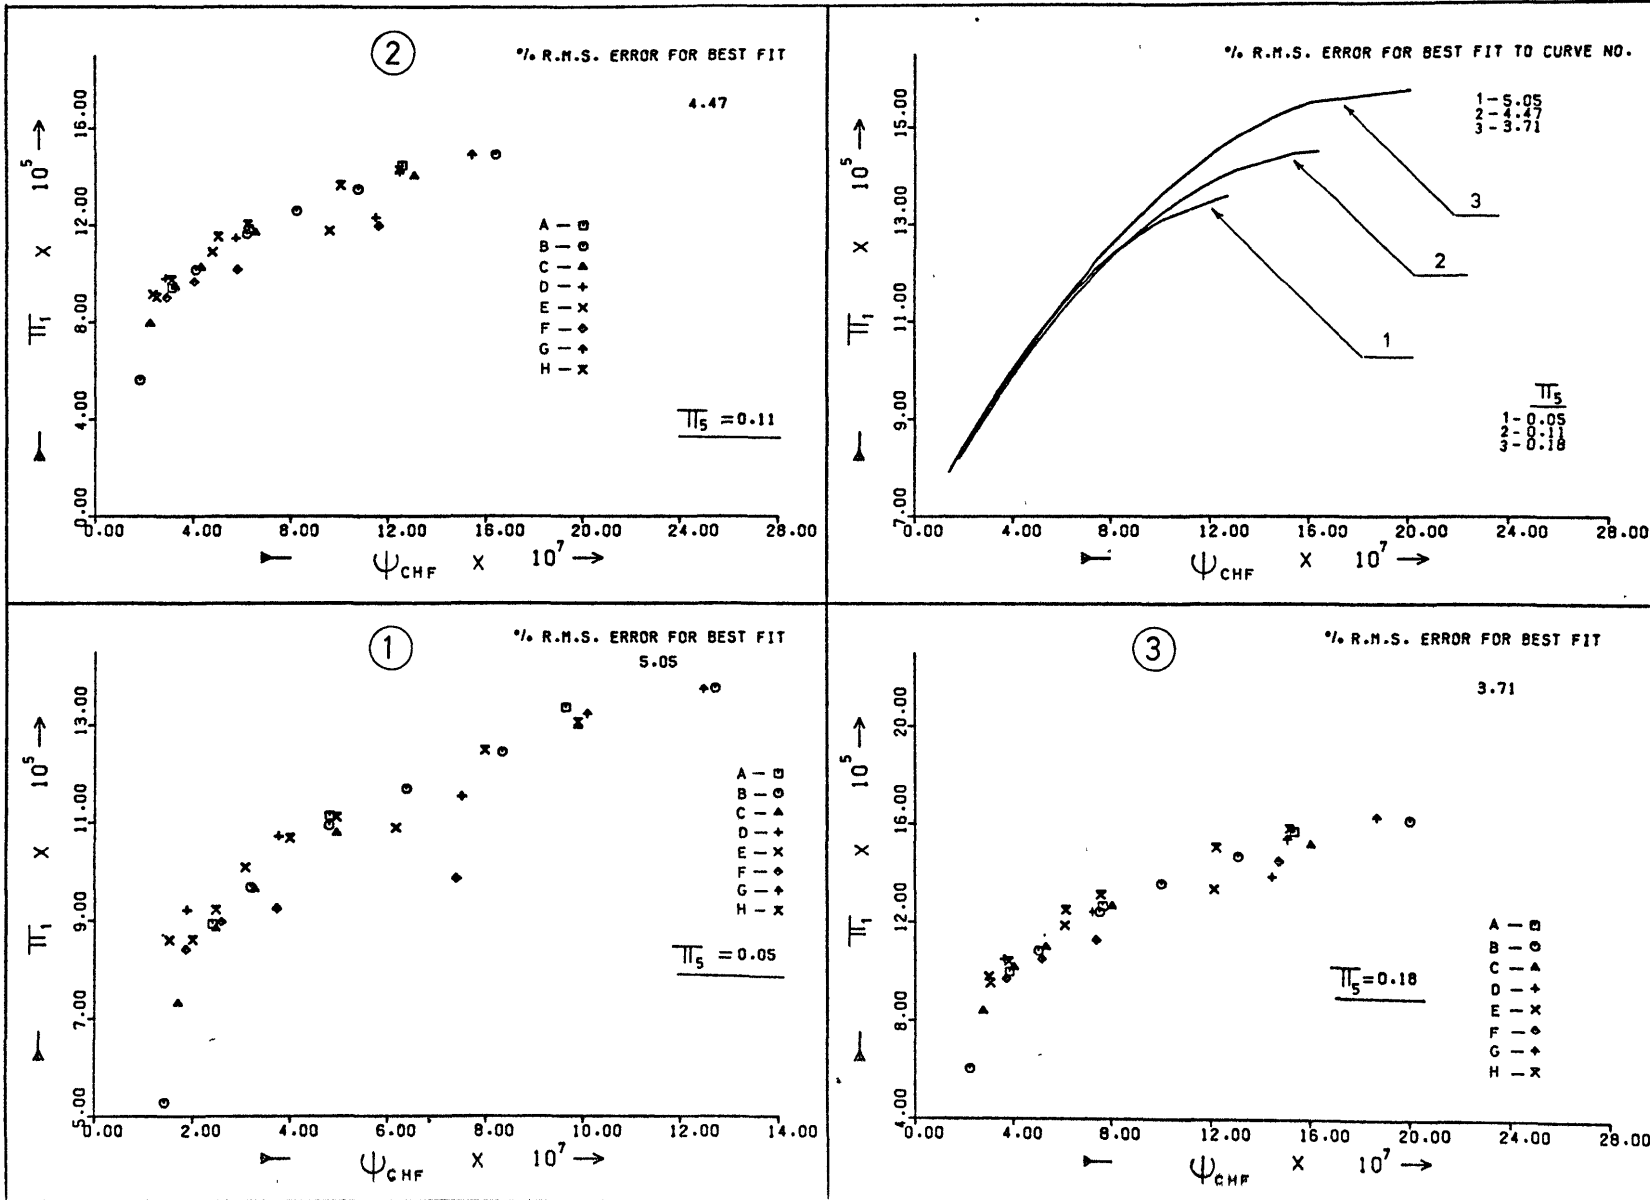 2
% R.M.S. ERROR FOR BEST FIT
4.47
16.00
12.00
8.00
4.00
0.00
Π₁ X 10⁵
A — 
B — 
C — 
D — 
E — 
F — 
G — 
H — 
Π₅ = 0.11
0.00 4.00 8.00 12.00 16.00 20.00 24.00 28.00
Ψ_CHF X 10⁷
% R.M.S. ERROR FOR BEST FIT TO CURVE NO.
1-5.05
2-4.47
3-3.71
15.00
13.00
11.00
9.00
7.00
Π₁ X 10⁵
3
2
1
Π₅
1-0.05
2-0.11
3-0.18
0.00 4.00 8.00 12.00 16.00 20.00 24.00 28.00
Ψ_CHF X 10⁷
1
% R.M.S. ERROR FOR BEST FIT
5.05
13.00
11.00
9.00
7.00
5.00
Π₁ X 10⁵
A — 
B — 
C — 
D — 
E — 
F — 
G — 
H — 
Π₅ = 0.05
0.00 2.00 4.00 6.00 8.00 10.00 12.00 14.00
Ψ_CHF X 10⁷
3
% R.M.S. ERROR FOR BEST FIT
3.71
20.00
16.00
12.00
8.00
4.00
Π₁ X 10⁵
A — 
B — 
C — 
D — 
E — 
F — 
G — 
H — 
Π₅=0.18
0.00 4.00 8.00 12.00 16.00 20.00 24.00 28.00
Ψ_CHF X 10⁷